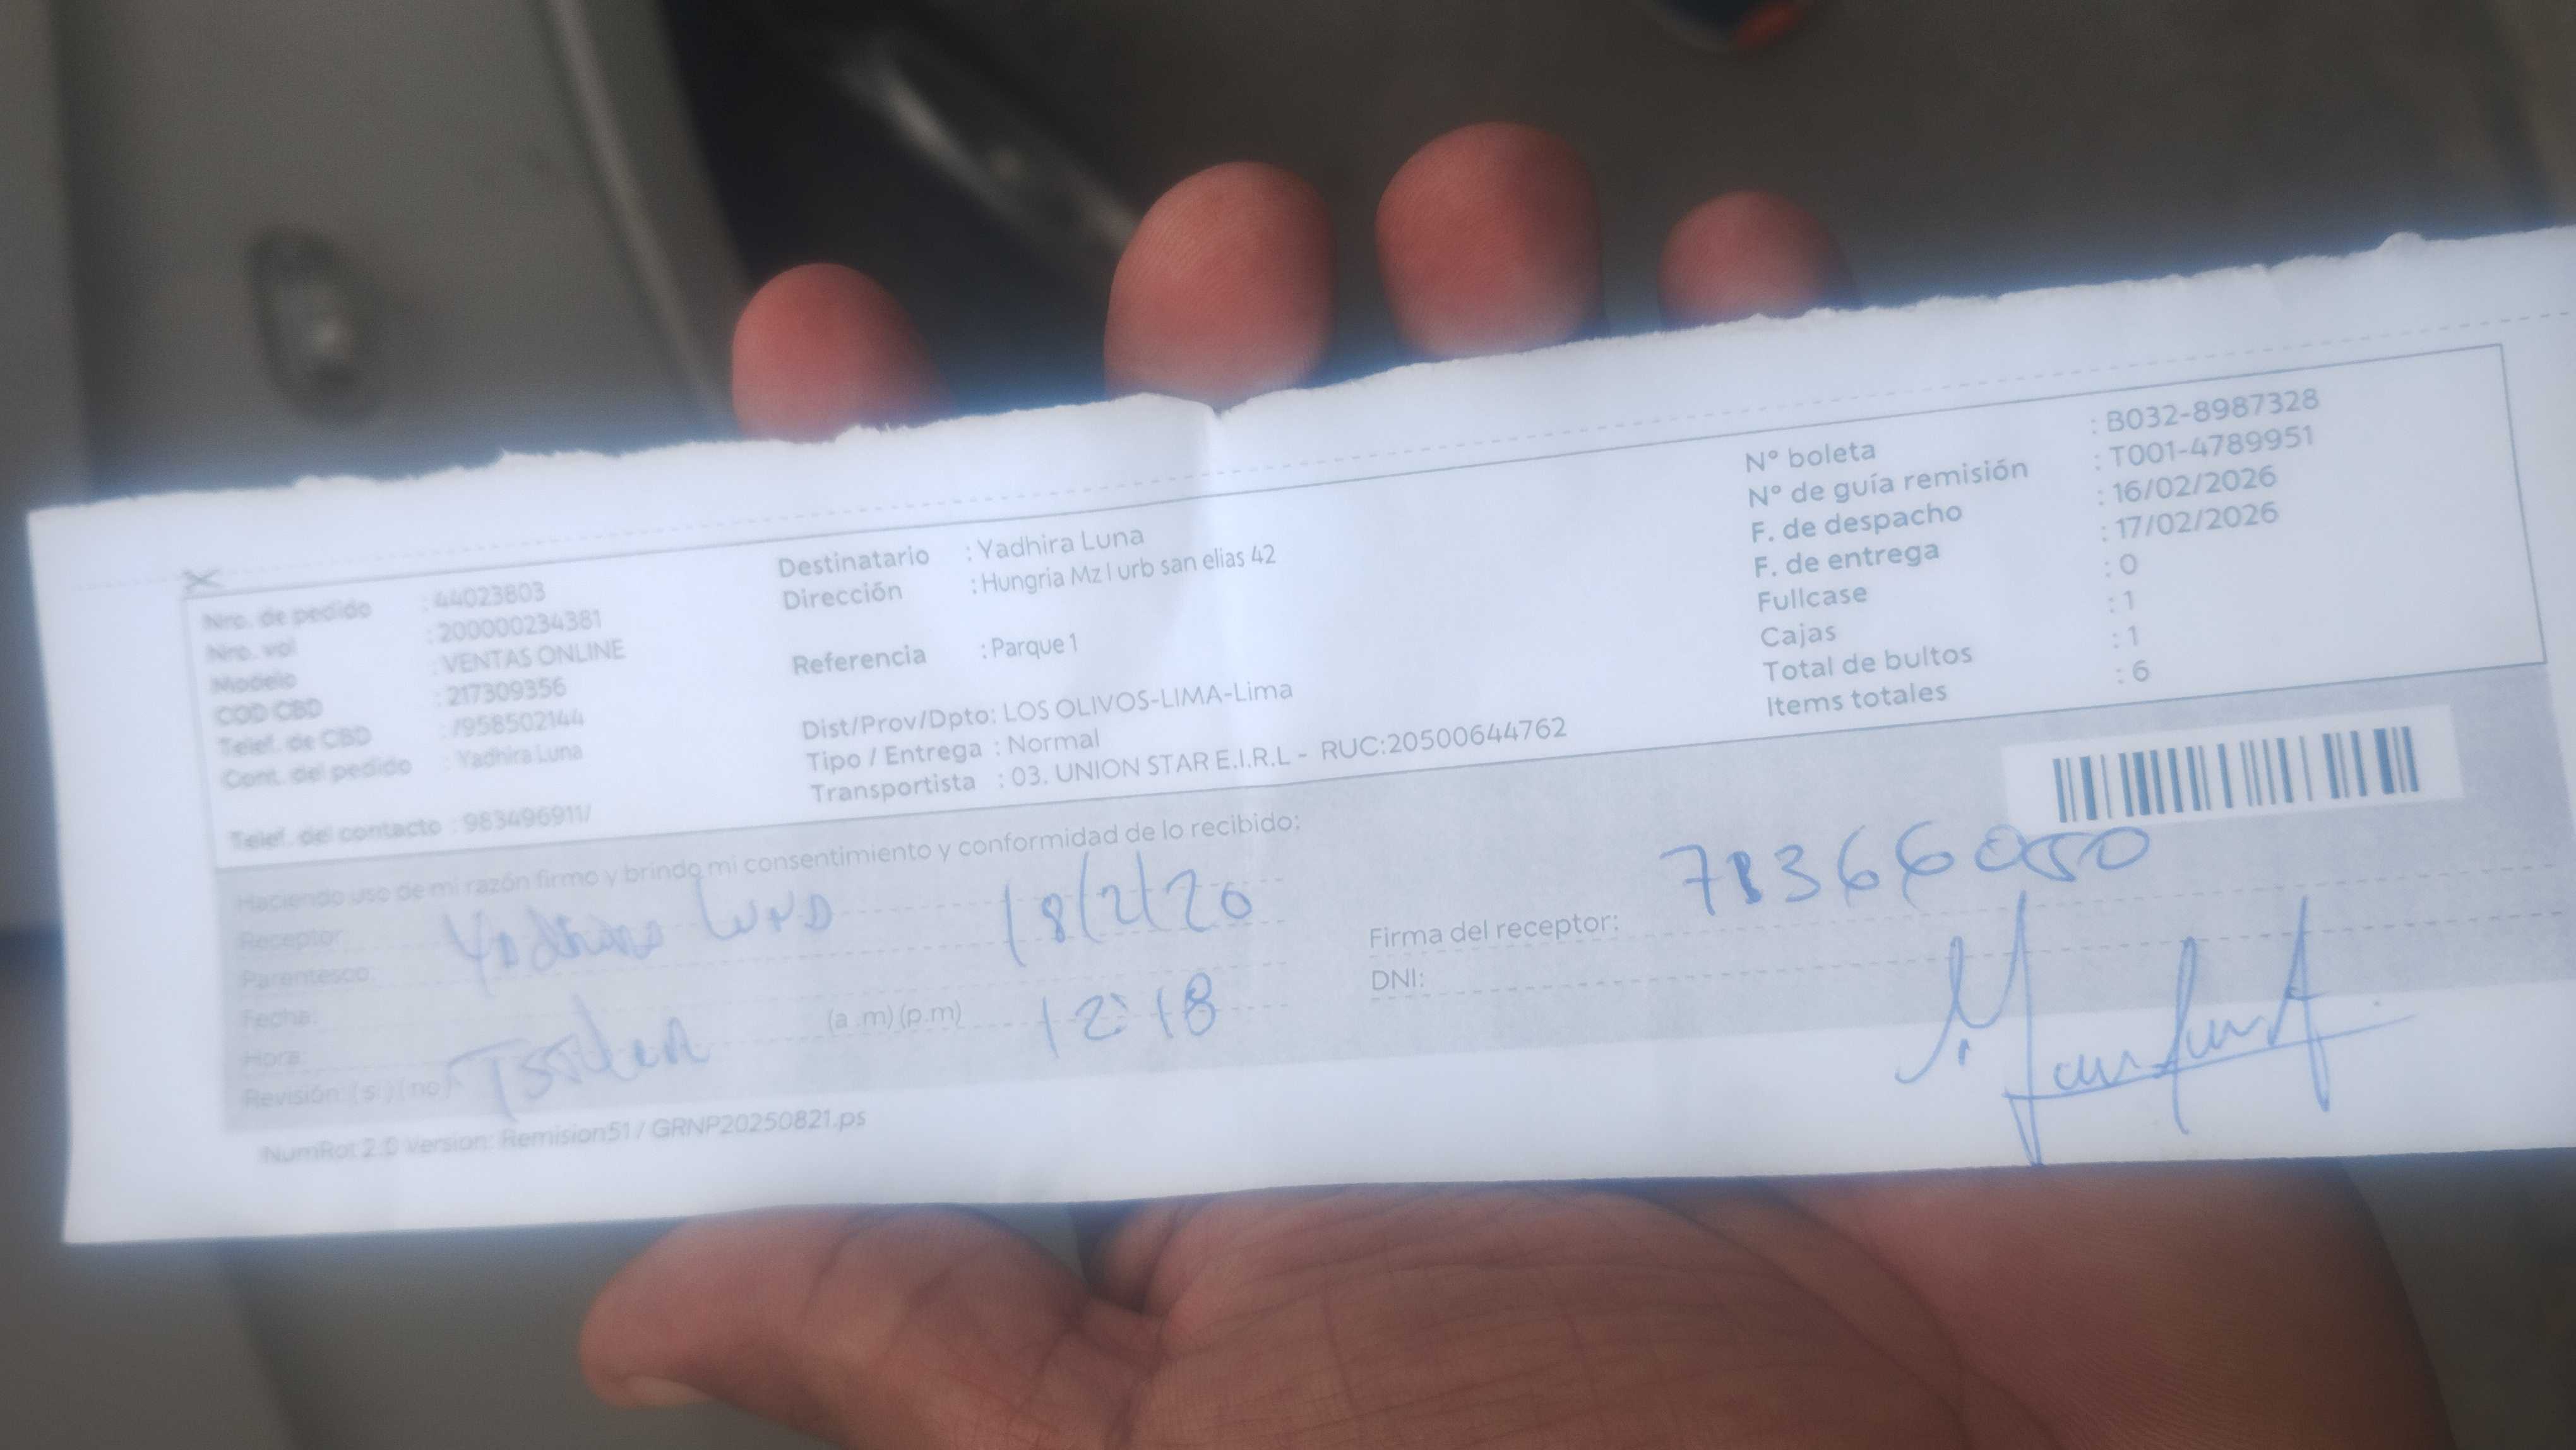 Nro. de pedido : 44023803
Nro. vol : 200000234381
Modelo : VENTAS ONLINE
COD CBD : 217309356
Telef. de CBD : /958502144
Cont. del pedido : Yadhira Luna
Telef. del contacto : 983496911/
Destinatario : Yadhira Luna
Dirección : Hungria Mz I urb san elias 42
Referencia : Parque 1
Dist/Prov/Dpto: LOS OLIVOS-LIMA-Lima
Tipo / Entrega : Normal
Transportista : 03. UNION STAR E.I.R.L - RUC:20500644762
N° boleta : B032-8987328
N° de guía remisión : T001-4789951
F. de despacho : 16/02/2026
F. de entrega : 17/02/2026
Fullcase : 0
Cajas : 1
Total de bultos : 1
Items totales : 6
Haciendo uso de mi razón firmo y brindo mi consentimiento y conformidad de lo recibido:
Receptor:
Parentesco:
Fecha: 18/2/20
Hora: (a .m) (p.m) 12:18
Revisión: (si) (no)
Firma del receptor:
DNI:
NumRot 2.0 Version: Remision51 / GRNP20250821.ps